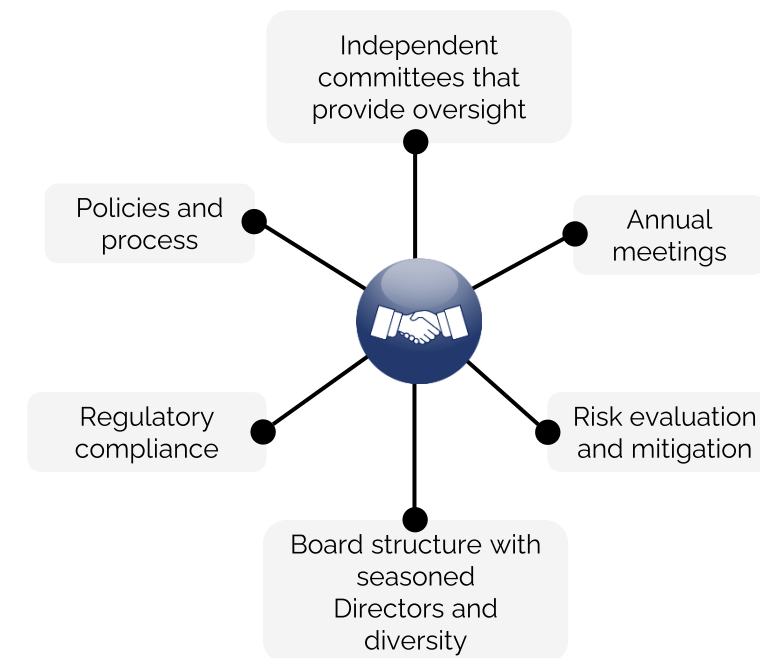 Independent
committees that
provide oversight
Policies and
process
Annual
meetings
Regulatory
compliance
Risk evaluation
and mitigation
Board structure with
seasoned
Directors and
diversity